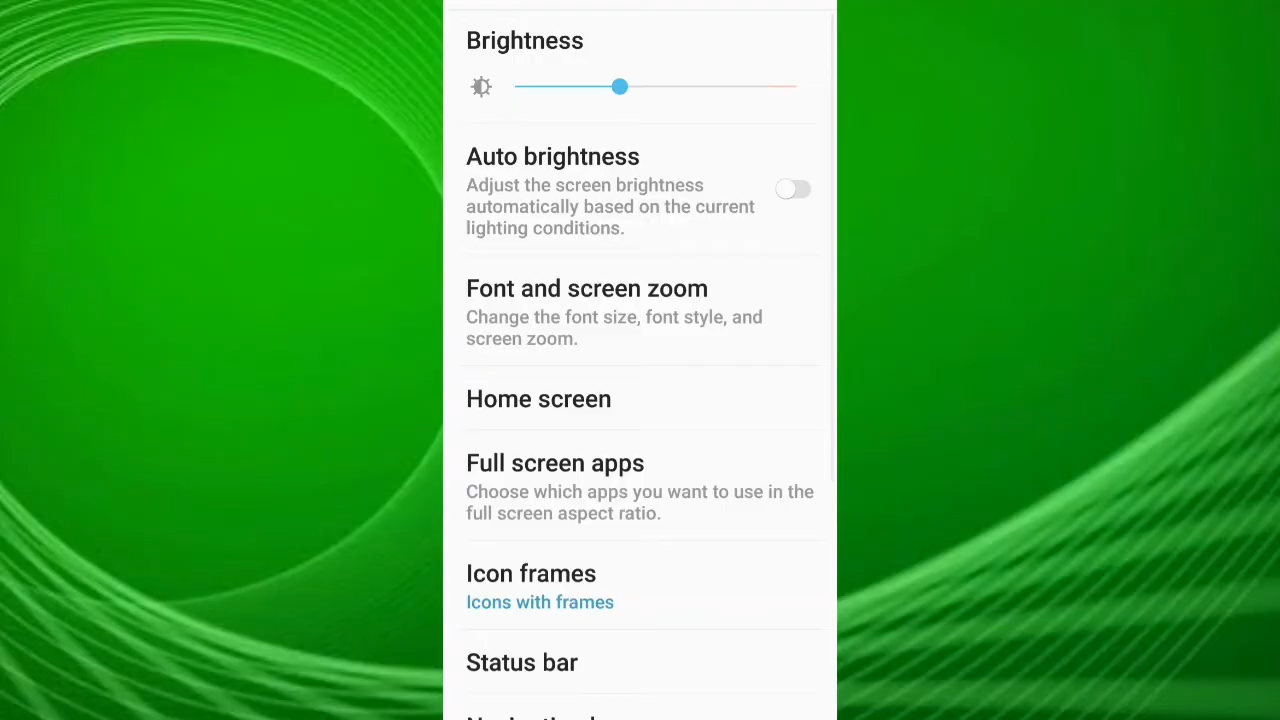 Brightness
Auto brightness
Adjust the screen brightness
automatically based on the current
lighting conditions.
Font and screen zoom
Change the font size, font style, and
screen zoom.
Home screen
Full screen apps
Choose which apps you want to use in the
full screen aspect ratio.
Icon frames
Icons with frames
Status bar